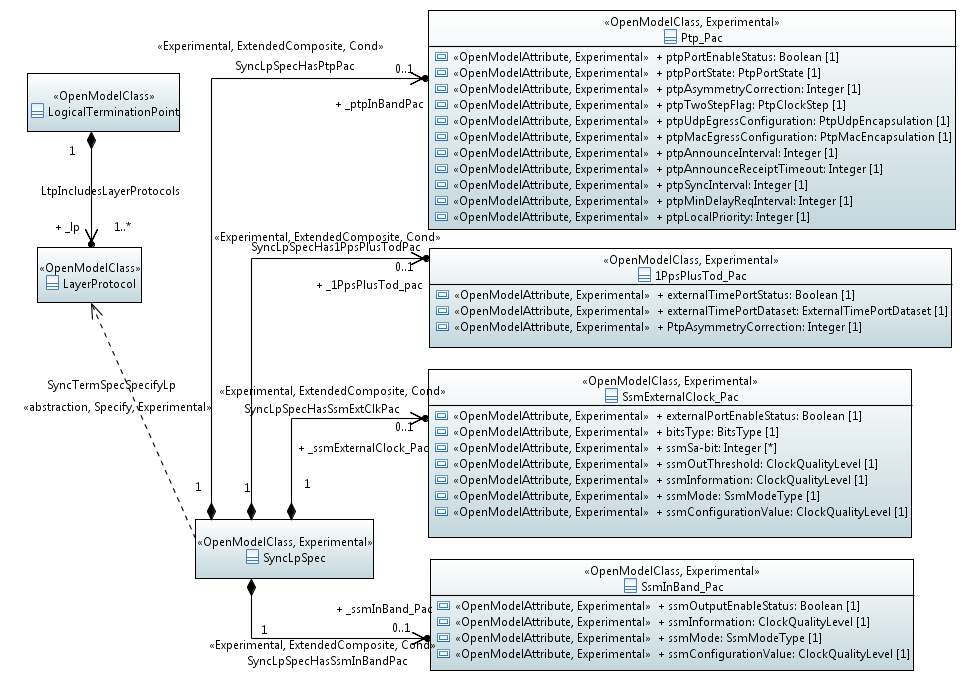 «OpenModelClass, Experimental»
Ptp_Pac
«OpenModelAttribute, Experimental» + ptpPortEnableStatus: Boolean [1]
«OpenModelAttribute, Experimental» + ptpPortState: PtpPortState [1]
«OpenModelAttribute, Experimental» + ptpAsymmetryCorrection: Integer [1]
«OpenModelAttribute, Experimental» + ptpTwoStepFlag: PtpClockStep [1]
«OpenModelAttribute, Experimental» + ptpUdpEgressConfiguration: PtpUdpEncapsulation [1]
«OpenModelAttribute, Experimental» + ptpMacEgressConfiguration: PtpMacEncapsulation [1]
«OpenModelAttribute, Experimental» + ptpAnnounceInterval: Integer [1]
«OpenModelAttribute, Experimental» + ptpAnnounceReceiptTimeout: Integer [1]
«OpenModelAttribute, Experimental» + ptpSyncInterval: Integer [1]
«OpenModelAttribute, Experimental» + ptpMinDelayReqInterval: Integer [1]
«OpenModelAttribute, Experimental» + ptpLocalPriority: Integer [1]
«Experimental, ExtendedComposite, Cond»
SyncLpSpecHasPtpPac
0..1
+ _ptpInBandPac
«OpenModelClass»
LogicalTerminationPoint
1
LtpIncludesLayerProtocols
+ _lp
1..*
«OpenModelClass»
LayerProtocol
«Experimental, ExtendedComposite, Cond»
SyncLpSpecHas1PpsPlusTodPac
0..1
+ _1PpsPlusTod_pac
«OpenModelClass, Experimental»
1PpsPlusTod_Pac
«OpenModelAttribute, Experimental» + externalTimePortStatus: Boolean [1]
«OpenModelAttribute, Experimental» + externalTimePortDataset: ExternalTimePortDataset [1]
«OpenModelAttribute, Experimental» + PtpAsymmetryCorrection: Integer [1]
SyncTermSpecSpecifyLp
«abstraction, Specify, Experimental»
«Experimental, ExtendedComposite, Cond»
SyncLpSpecHasSsmExtClkPac
0..1
+ _ssmExternalClock_Pac
«OpenModelClass, Experimental»
SsmExternalClock_Pac
«OpenModelAttribute, Experimental» + externalPortEnableStatus: Boolean [1]
«OpenModelAttribute, Experimental» + bitsType: BitsType [1]
«OpenModelAttribute, Experimental» + ssmSa-bit: Integer [*]
«OpenModelAttribute, Experimental» + ssmOutThreshold: ClockQualityLevel [1]
«OpenModelAttribute, Experimental» + ssmInformation: ClockQualityLevel [1]
«OpenModelAttribute, Experimental» + ssmMode: SsmModeType [1]
«OpenModelAttribute, Experimental» + ssmConfigurationValue: ClockQualityLevel [1]
1
1
1
«OpenModelClass, Experimental»
SyncLpSpec
1
+ _ssmInBand_Pac
0..1
«Experimental, ExtendedComposite, Cond»
SyncLpSpecHasSsmInBandPac
«OpenModelClass, Experimental»
SsmInBand_Pac
«OpenModelAttribute, Experimental» + ssmOutputEnableStatus: Boolean [1]
«OpenModelAttribute, Experimental» + ssmInformation: ClockQualityLevel [1]
«OpenModelAttribute, Experimental» + ssmMode: SsmModeType [1]
«OpenModelAttribute, Experimental» + ssmConfigurationValue: ClockQualityLevel [1]